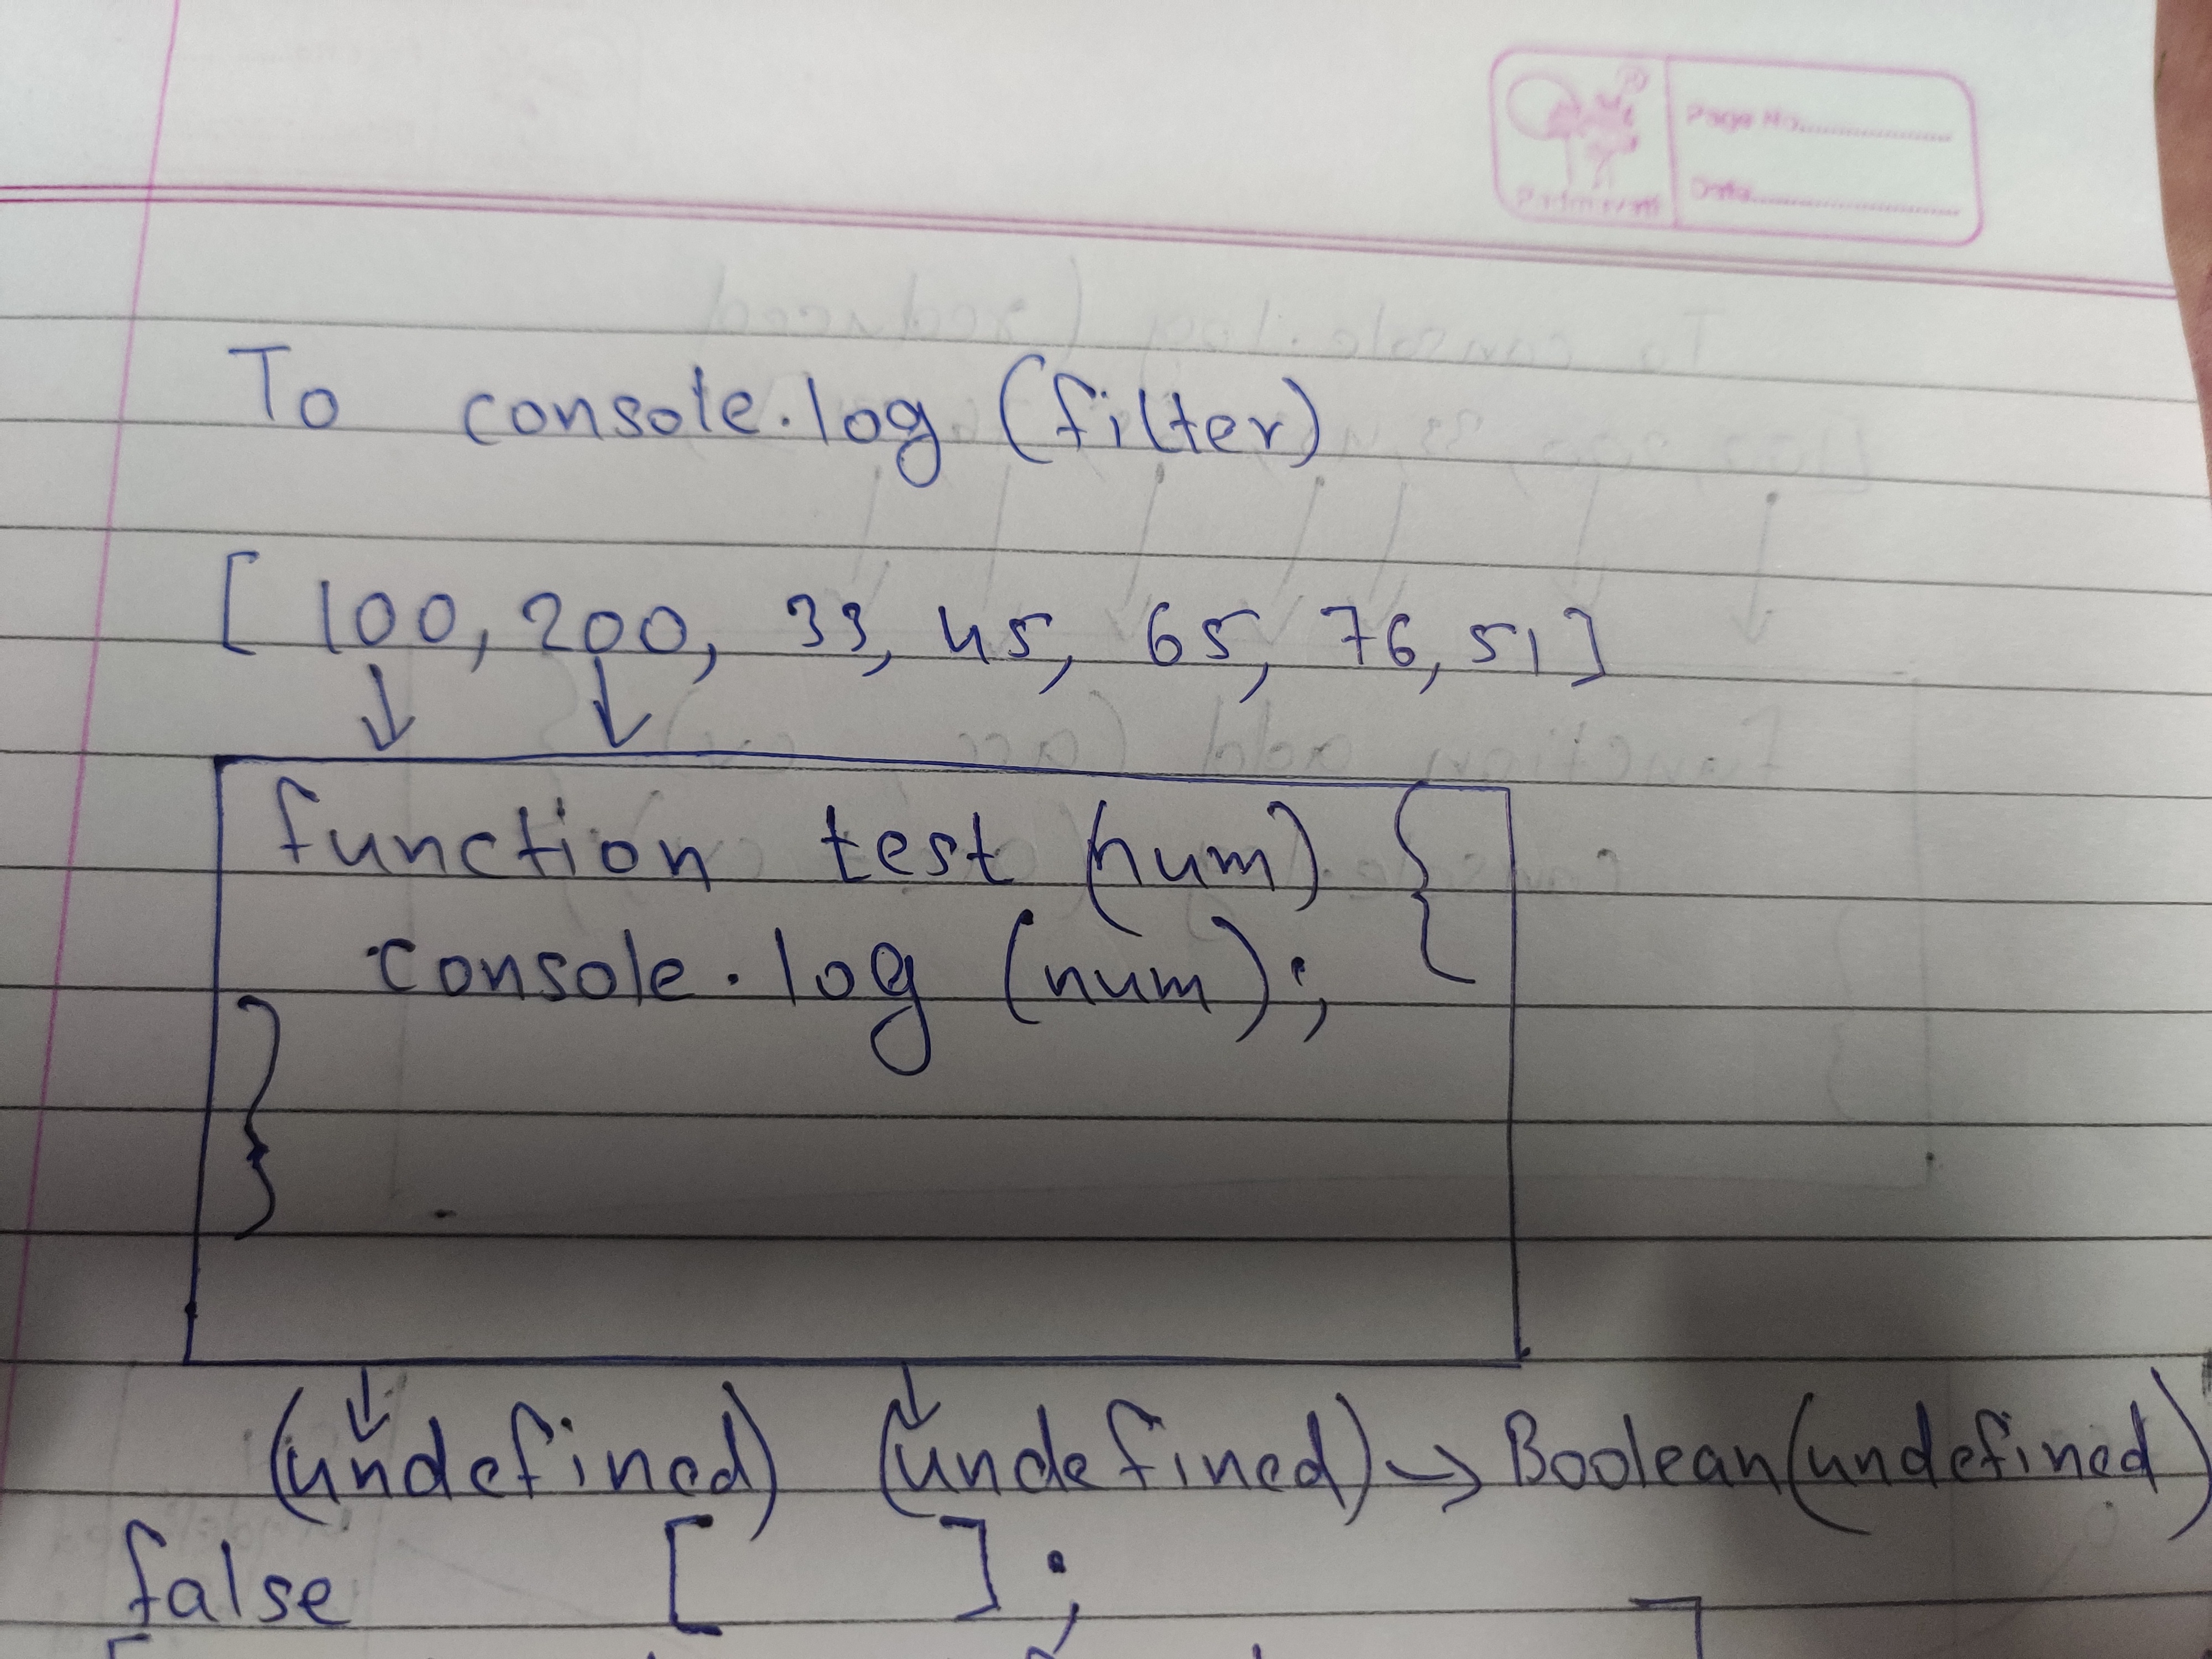 Page No.
Date
To console.log (filter)
[ 100, 200, 33, 45, 65, 76, 51 ]
function test (num) {
console.log (num);
}
(undefined) (undefined) → Boolean(undefined)
false [ ];